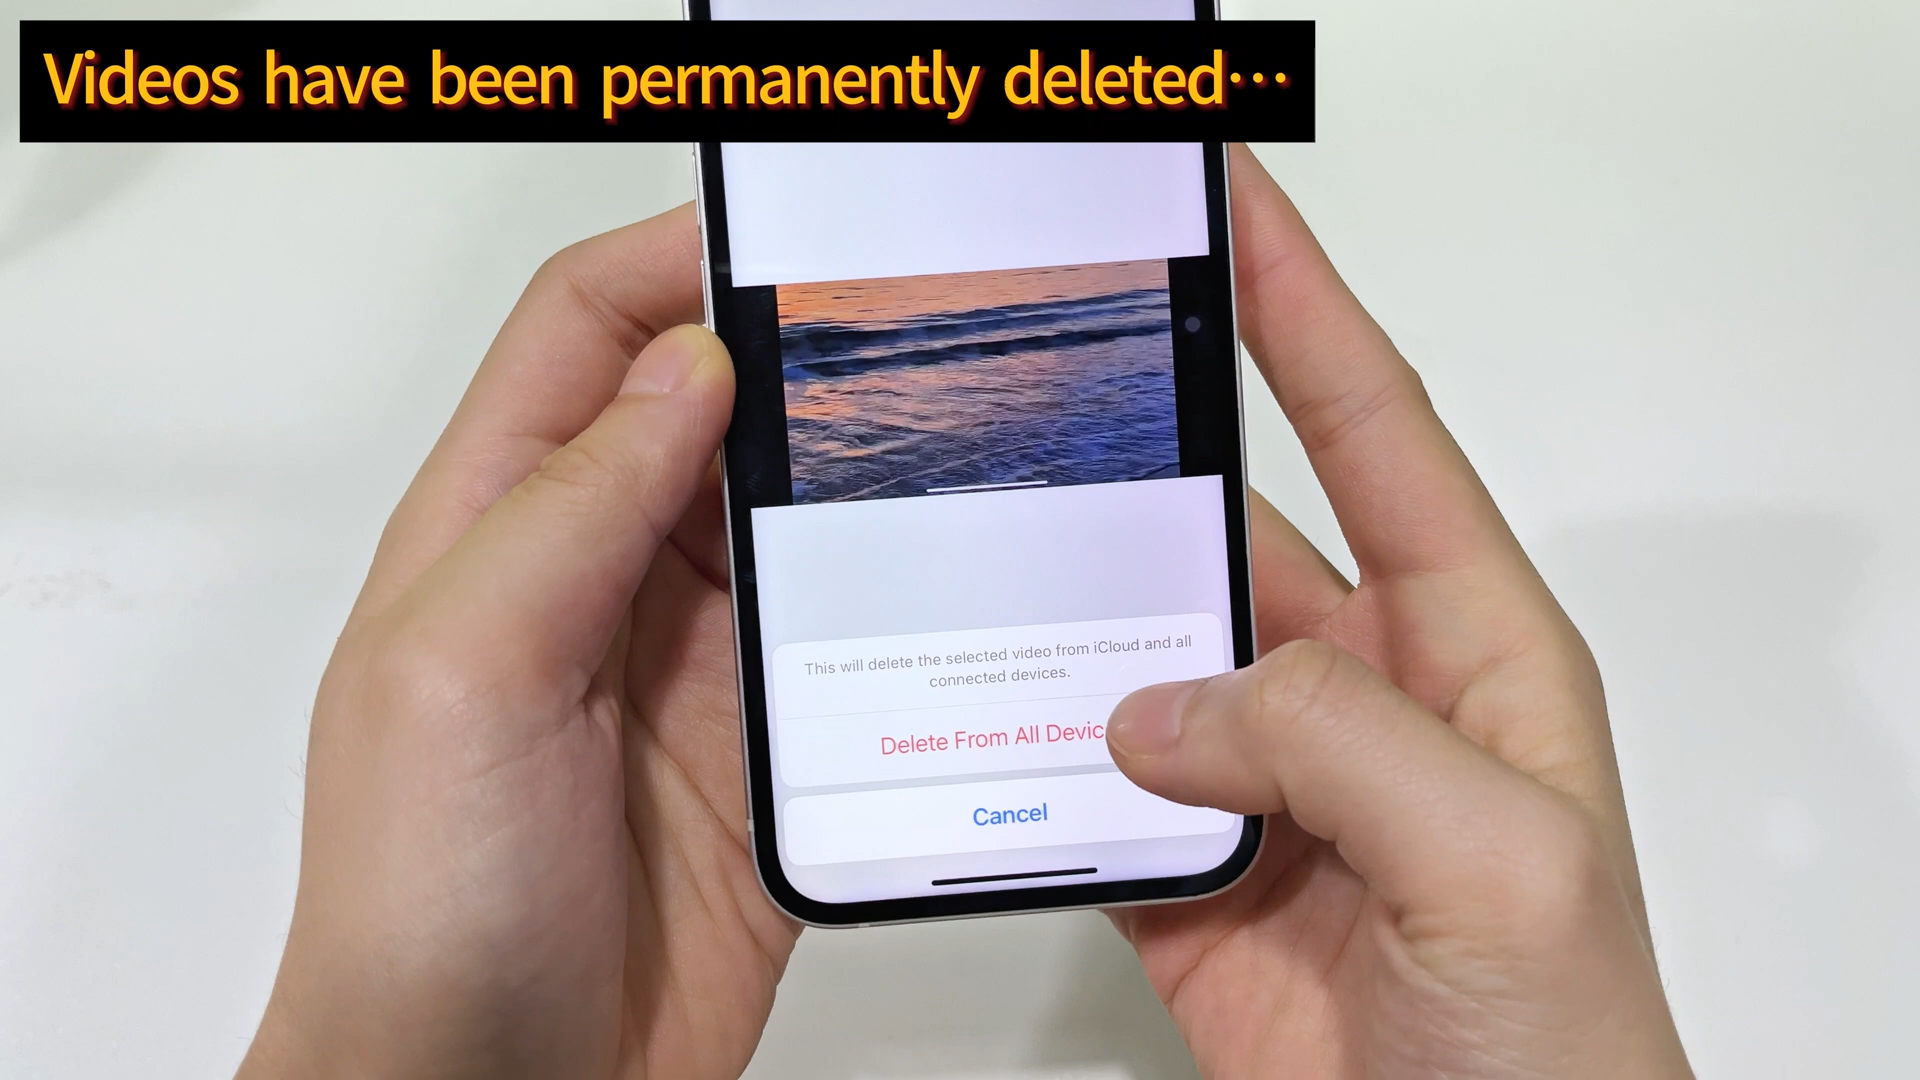 Videos have been permanently deleted…
This will delete the selected video from iCloud and all
connected devices.
Delete From All Devic
Cancel